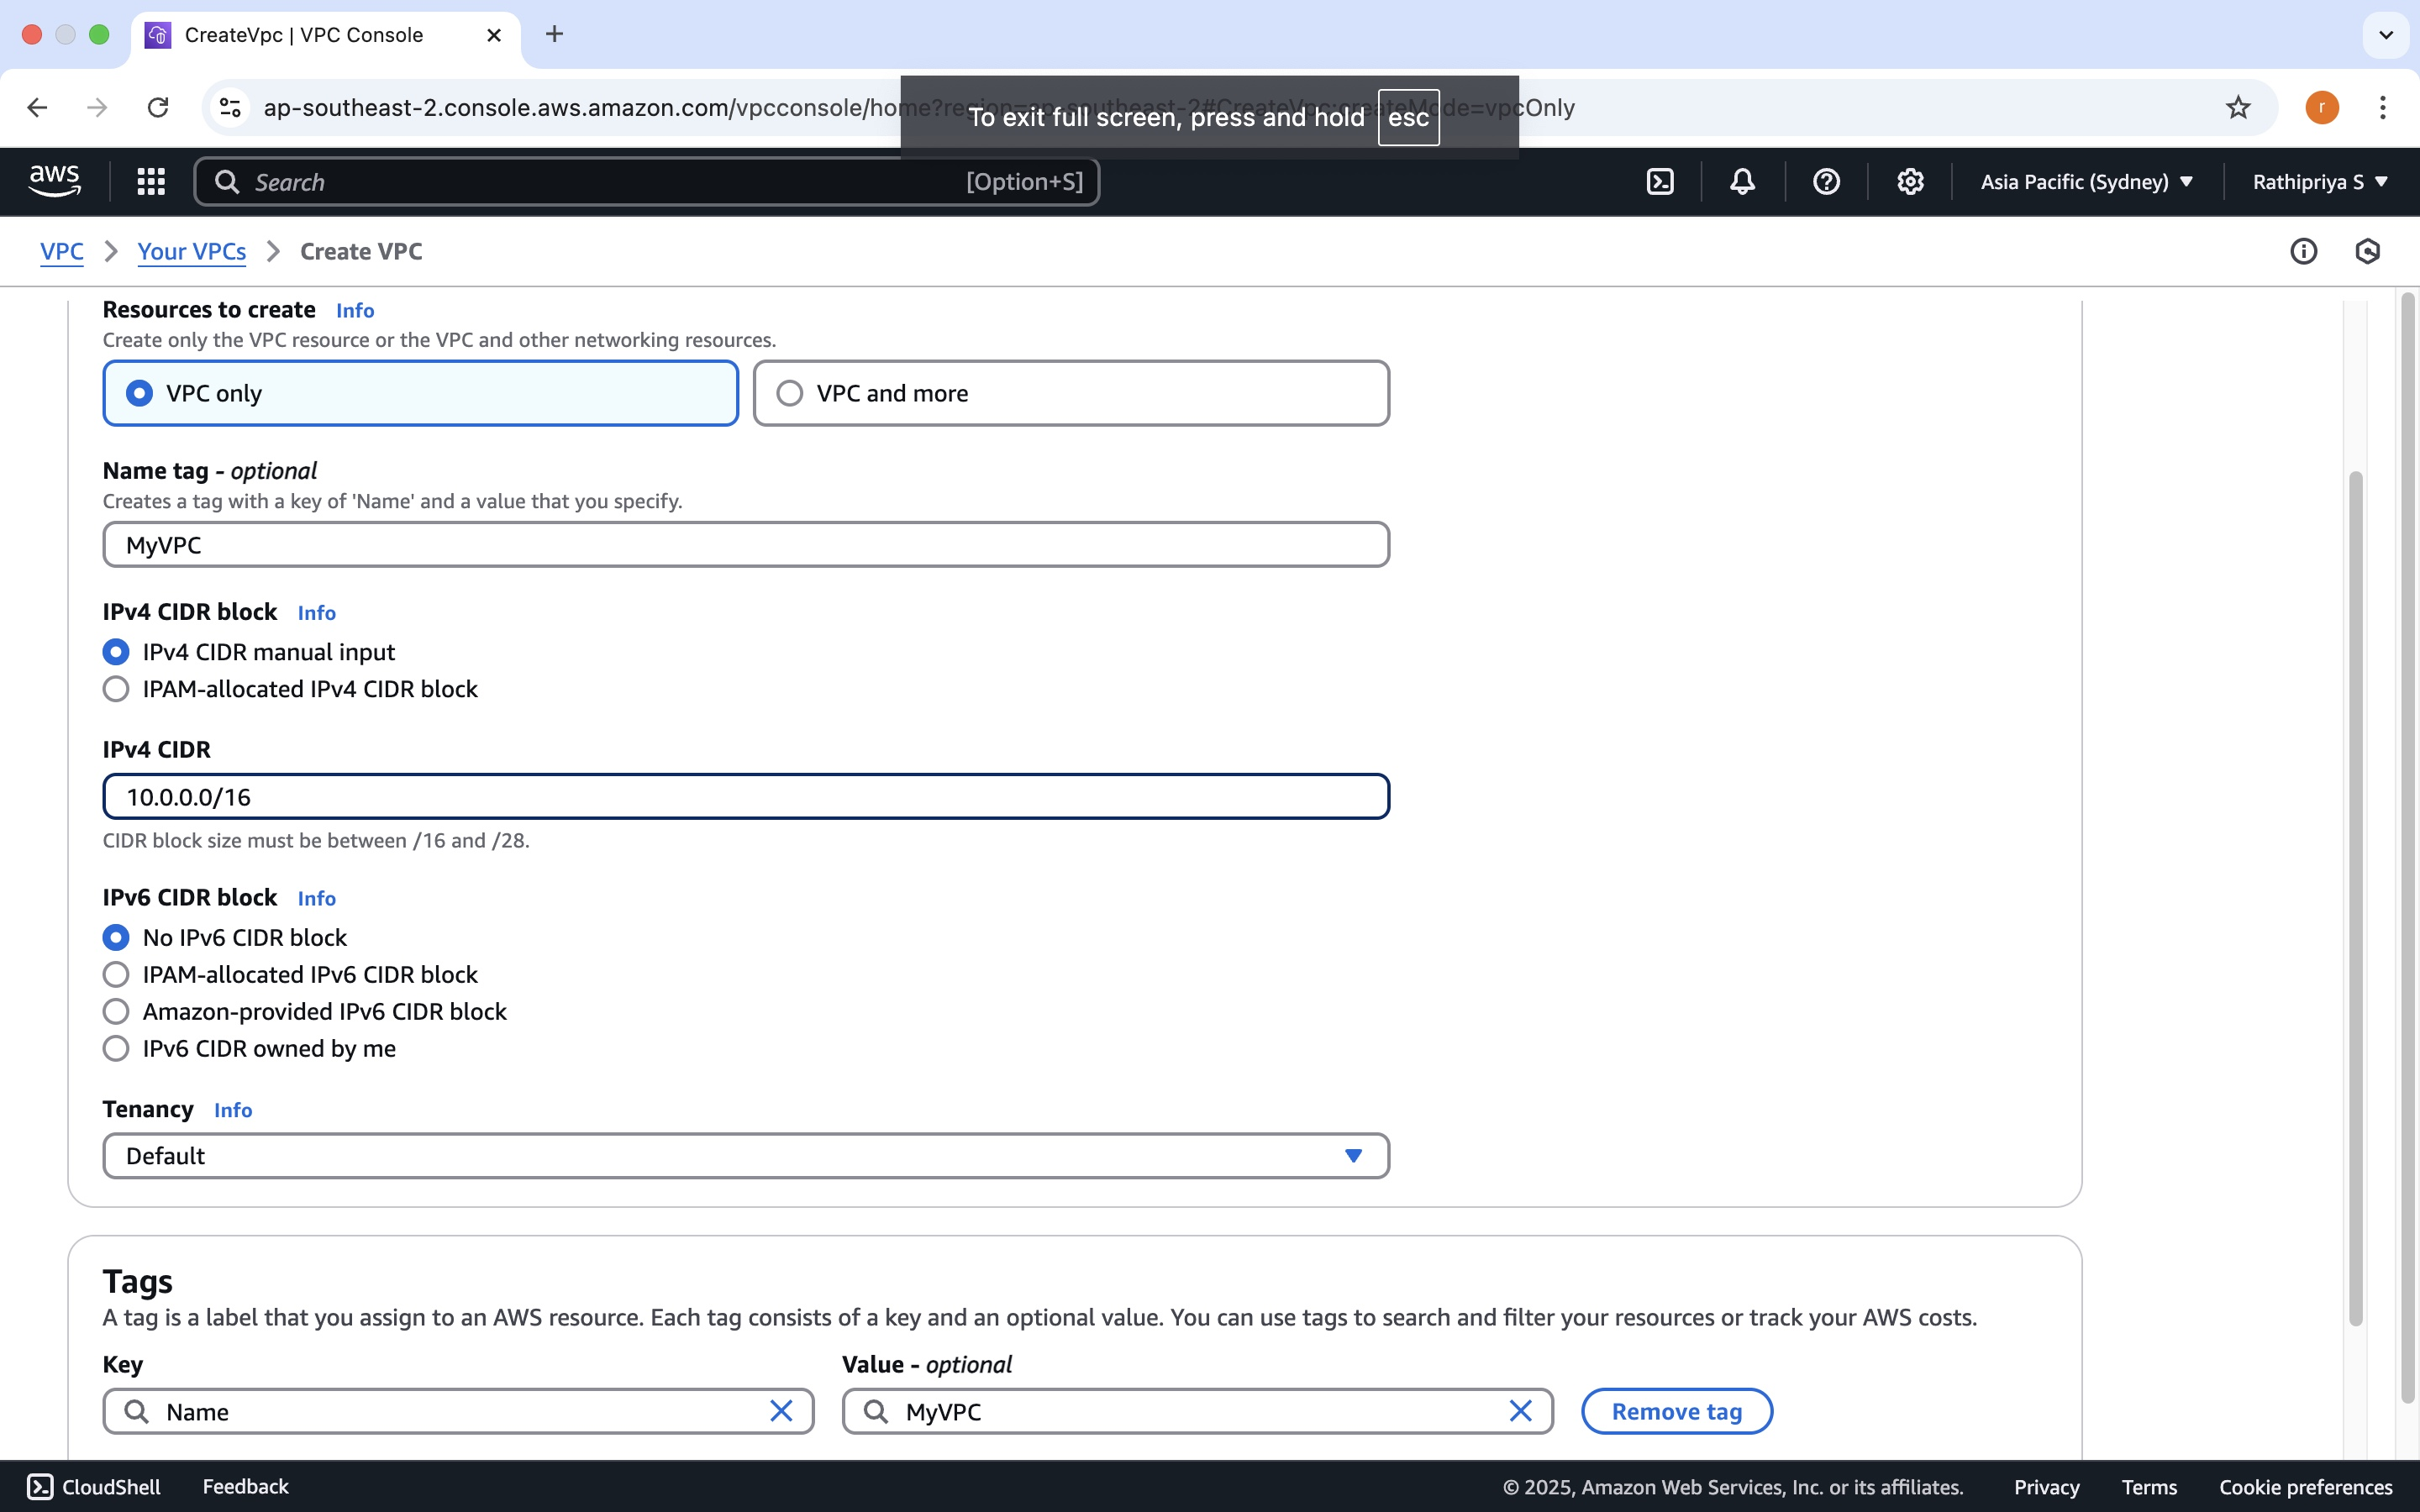 CreateVpc | VPC Console
ap-southeast-2.console.aws.amazon.com/vpcconsole/home?region=ap-southeast-2#CreateVpc:createMode=vpcOnly
To exit full screen, press and hold esc
aws
Search
[Option+S]
Asia Pacific (Sydney)
Rathipriya S
r
VPC
Your VPCs
Create VPC
Resources to create Info
Create only the VPC resource or the VPC and other networking resources.
VPC only
VPC and more
Name tag - optional
Creates a tag with a key of 'Name' and a value that you specify.
MyVPC
IPv4 CIDR block Info
IPv4 CIDR manual input
IPAM-allocated IPv4 CIDR block
IPv4 CIDR
10.0.0.0/16
CIDR block size must be between /16 and /28.
IPv6 CIDR block Info
No IPv6 CIDR block
IPAM-allocated IPv6 CIDR block
Amazon-provided IPv6 CIDR block
IPv6 CIDR owned by me
Tenancy Info
Default
Tags
A tag is a label that you assign to an AWS resource. Each tag consists of a key and an optional value. You can use tags to search and filter your resources or track your AWS costs.
Key
Value - optional
Name
MyVPC
Remove tag
CloudShell
Feedback
© 2025, Amazon Web Services, Inc. or its affiliates.
Privacy
Terms
Cookie preferences